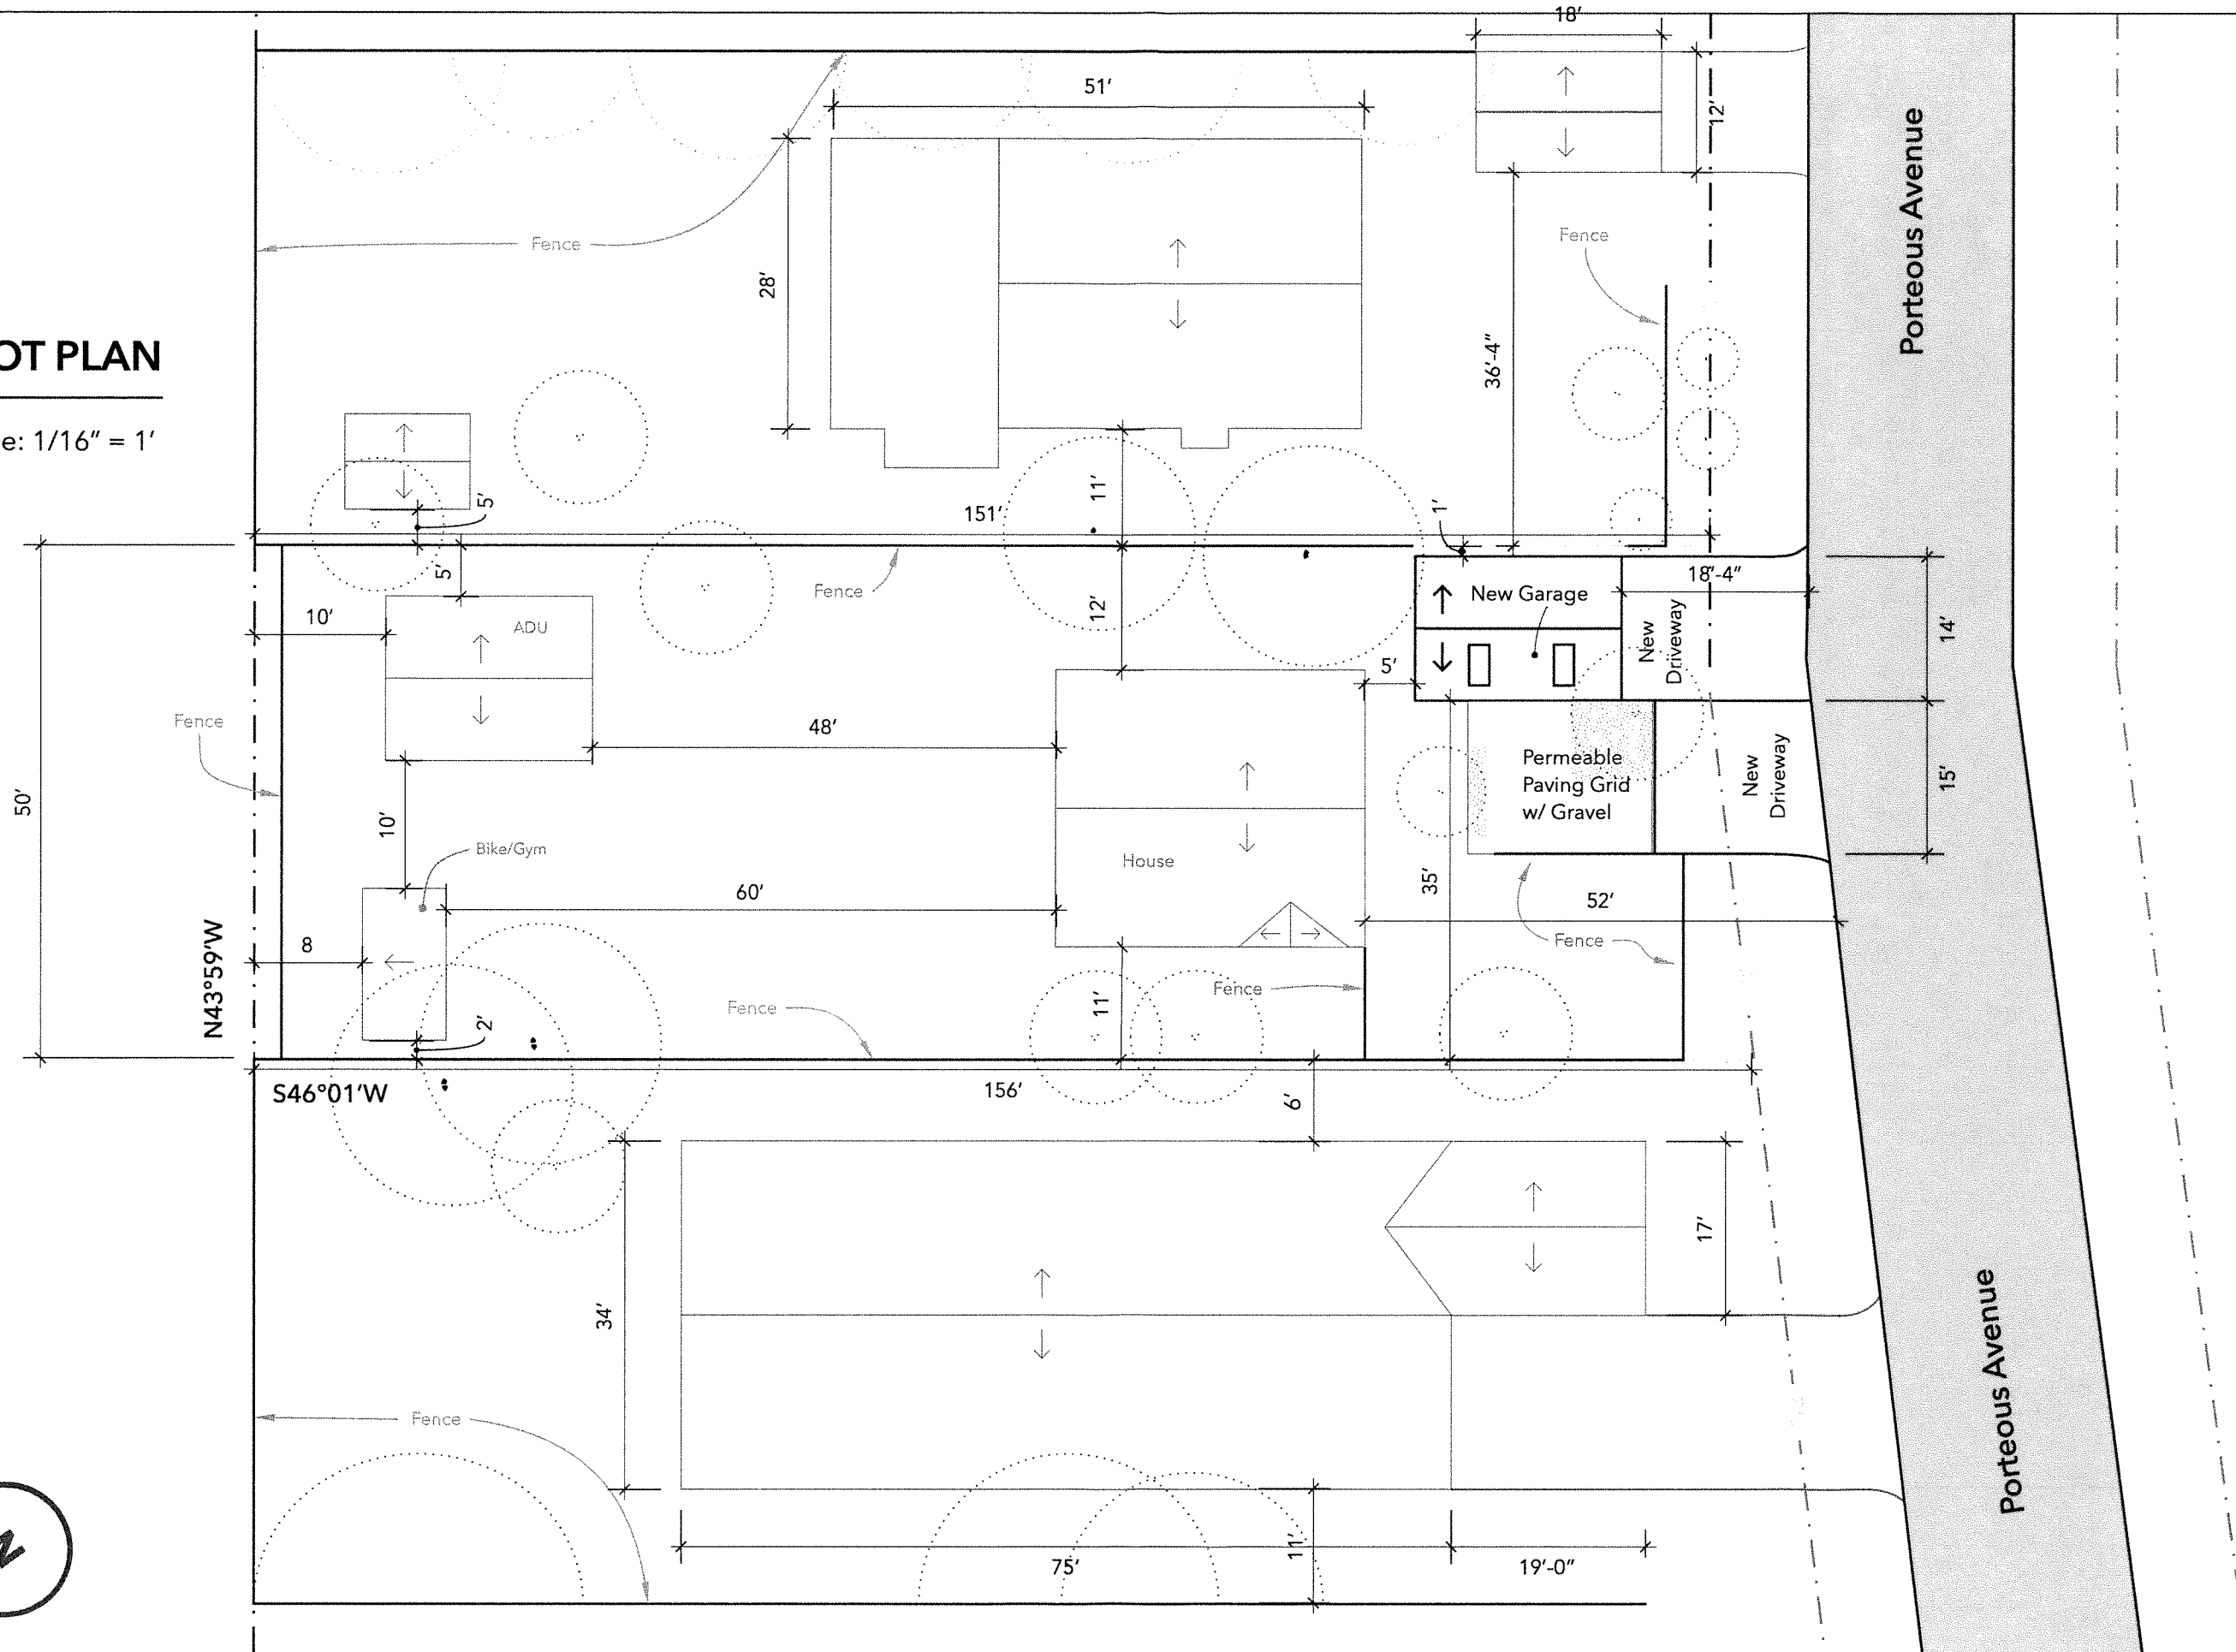 18'
51'
12'
Porteous Avenue
Fence
Fence
28'
36'-4"
OT PLAN
e: 1/16" = 1'
5'
151'
11'
1'
5'
Fence
12'
New Garage
18'-4"
10'
ADU
New
Driveway
14'
5'
Fence
48'
Permeable
Paving Grid
w/ Gravel
New
Driveway
15'
50'
10'
Bike/Gym
House
60'
35'
52'
8
Fence
N43°59'W
Fence
Fence
11'
2'
S46°01'W
156'
6'
17'
34'
Porteous Avenue
Fence
75'
11'
19'-0"
N